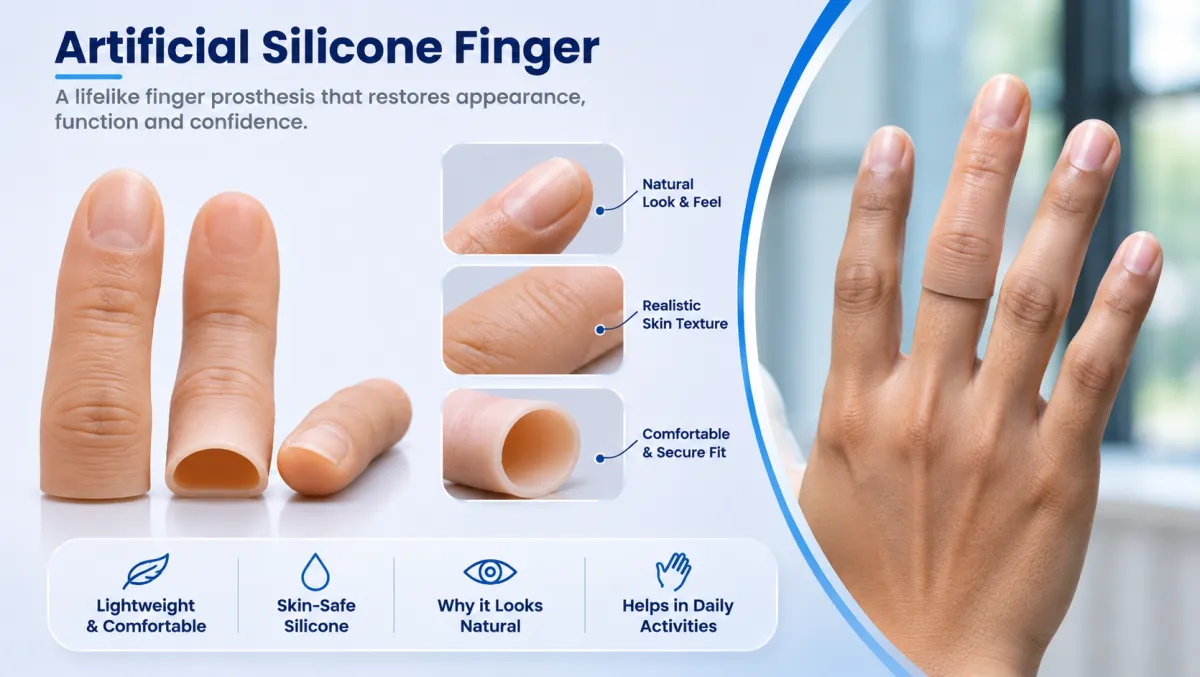 Artificial Silicone Finger
A lifelike finger prosthesis that restores appearance,
function and confidence.
Natural
Look & Feel
Realistic
Skin Texture
Comfortable
& Secure Fit
Lightweight
& Comfortable
Skin-Safe
Silicone
Why it Looks
Natural
Helps in Daily
Activities